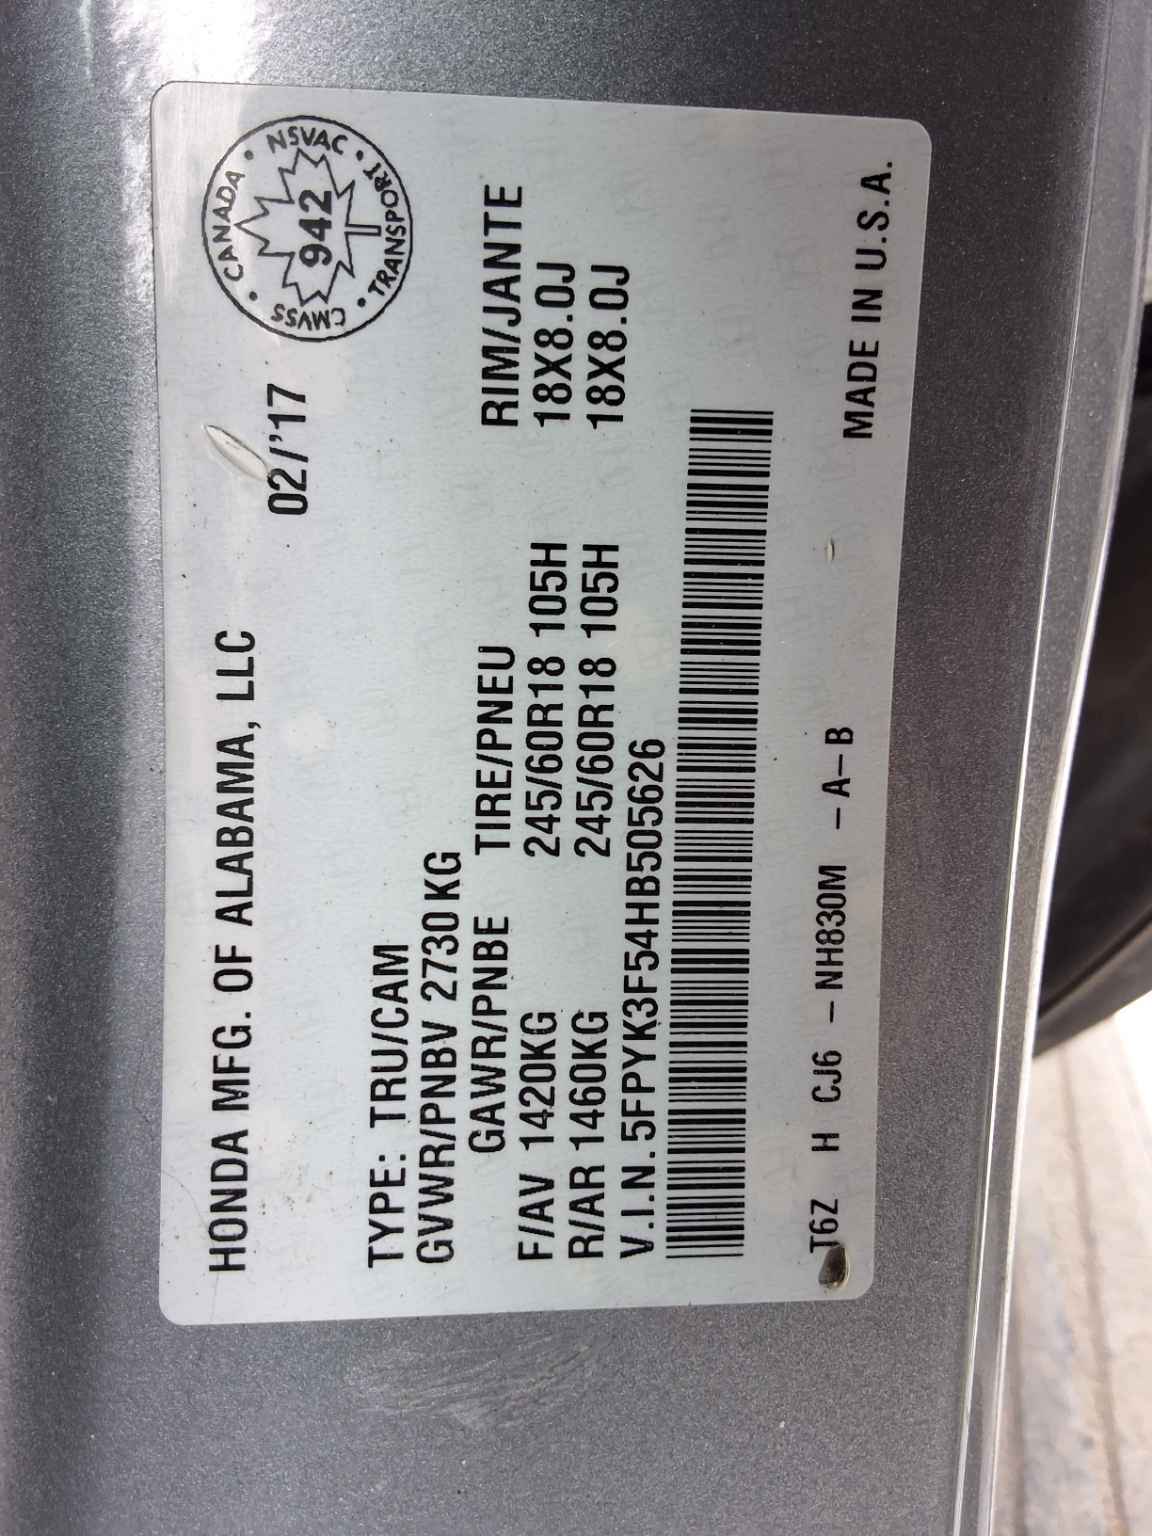 HONDA MFG. OF ALABAMA, LLC
02/'17
CANADA • NSVAC • TRANSPORT • CMVSS •
942
TYPE: TRU/CAM
GVWR/PNBV 2730KG
GAWR/PNBE TIRE/PNEU RIM/JANTE
F/AV 1420KG 245/60R18 105H 18X8.0J
R/AR 1460KG 245/60R18 105H 18X8.0J
V.I.N. 5FPYK3F54HB505626
T6Z H CJ6 – NH830M – A – B MADE IN U.S.A.